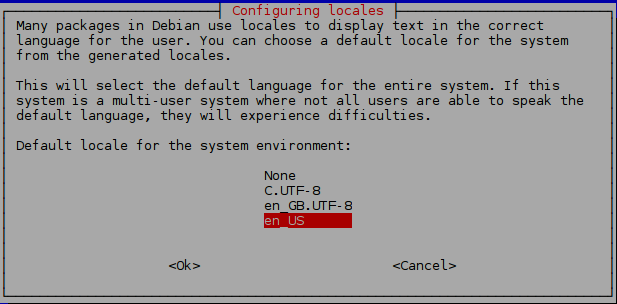 Configuring locales
Many packages in Debian use locales to display text in the correct
language for the user. You can choose a default locale for the system
from the generated locales.
This will select the default language for the entire system. If this
system is a multi-user system where not all users are able to speak the
default language, they will experience difficulties.
Default locale for the system environment:
None
C.UTF-8
en_GB.UTF-8
en_US
<Ok> <Cancel>